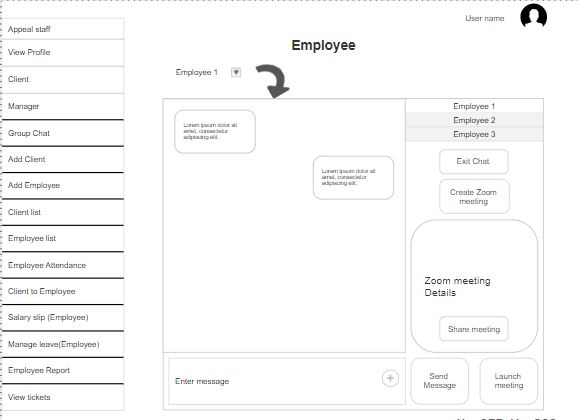 User name
Employee
Employee 1
Appeal staff
View Profile
Client
Manager
Group Chat
Add Client
Add Employee
Client list
Employee list
Employee Attendance
Client to Employee
Salary slip (Employee)
Manage leave(Employee)
Employee Report
View tickets
Lorem ipsum dolor sit
amet, consectetur
adipiscing elit.
Lorem ipsum dolor sit
amet, consectetur
adipiscing elit.
Enter message
Employee 1
Employee 2
Employee 3
Exit Chat
Create Zoom
meeting
Zoom meeting
Details
Share meeting
Send
Message
Launch
meeting